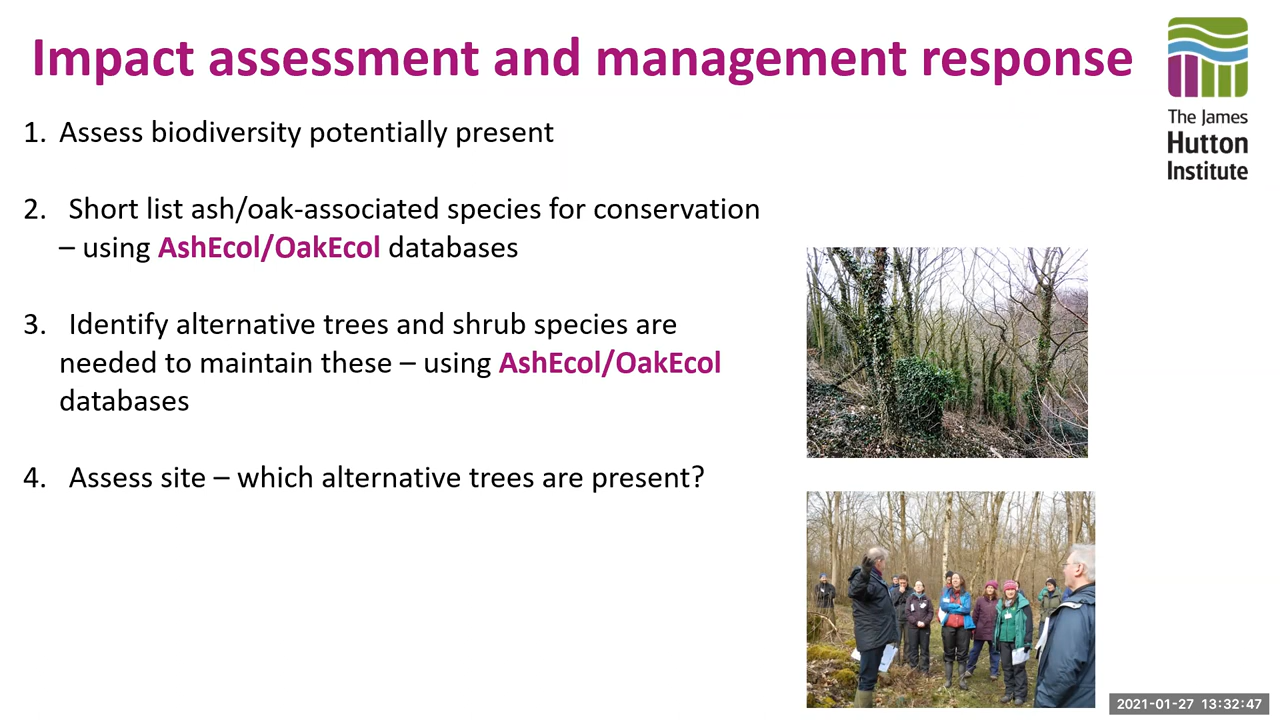 Impact assessment and management response
The James
Hutton
Institute
1. Assess biodiversity potentially present
2. Short list ash/oak-associated species for conservation
– using AshEcol/OakEcol databases
3. Identify alternative trees and shrub species are
needed to maintain these – using AshEcol/OakEcol
databases
4. Assess site – which alternative trees are present?
2021-01-27 13:32:47